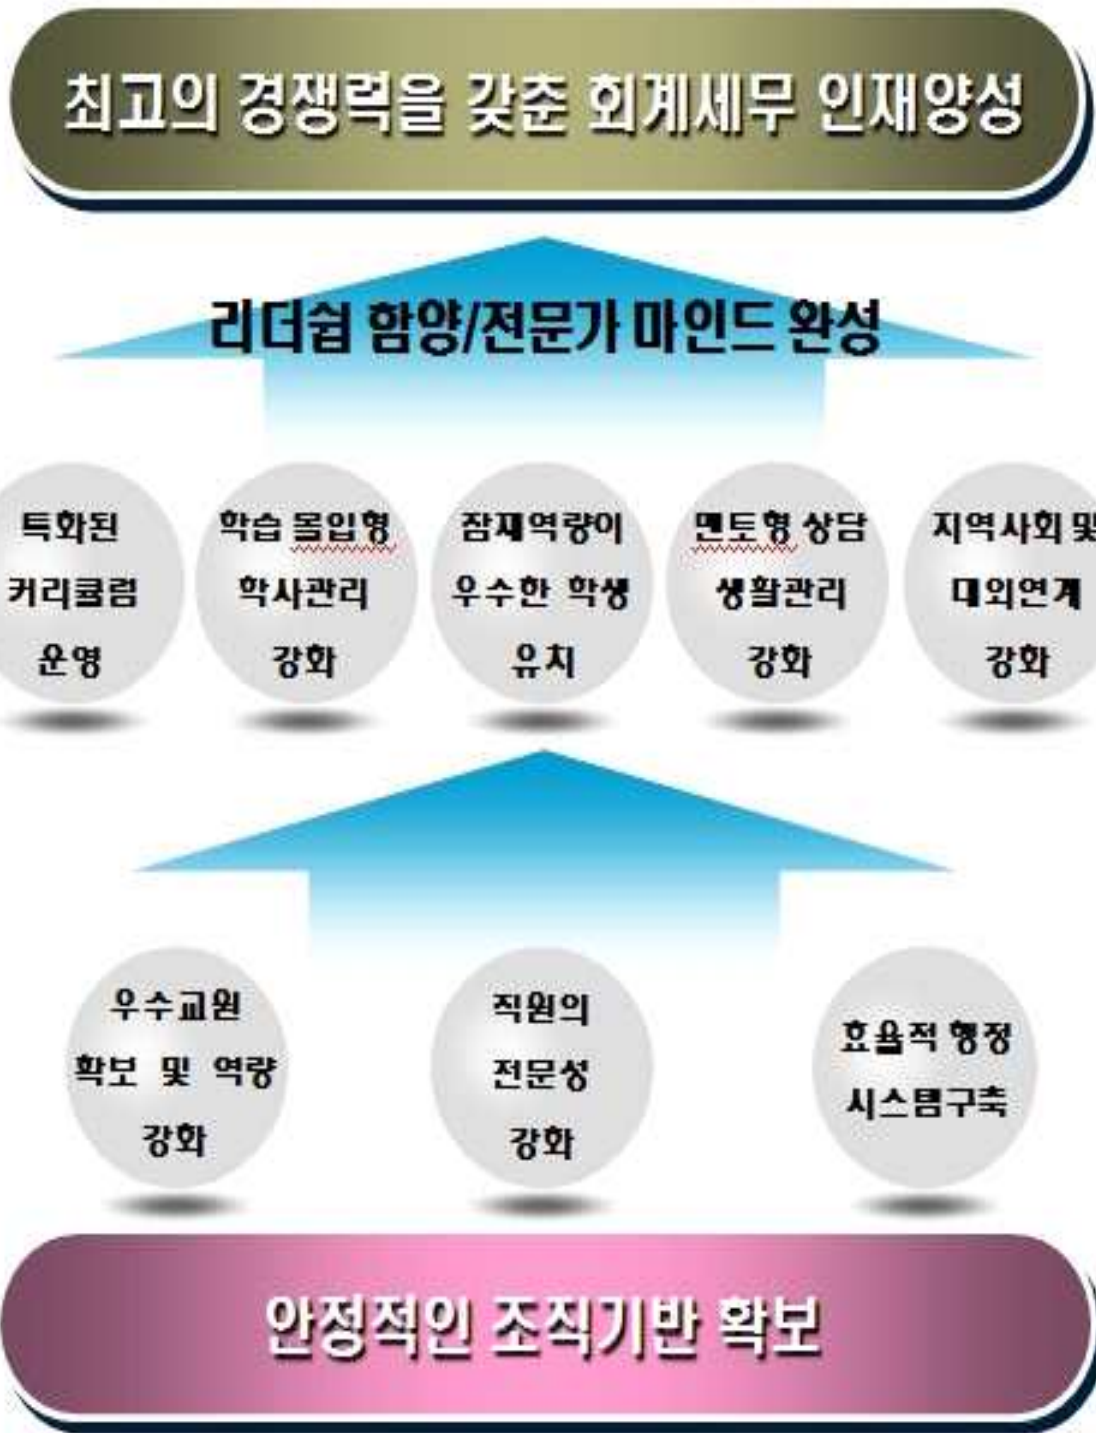 최고의 경쟁력을 갖춘 회계세무 인재양성
리더쉽 함양/전문가 마인드 완성
특화된
커리큘럼
운영
학습 몰입형
학사관리
강화
잠재역량이
우수한 학생
유치
멘토형 상담
생활관리
강화
지역사회 및
대외연계
강화
우수교원
확보 및 역량
강화
직원의
전문성
강화
효율적 행정
시스템구축
안정적인 조직기반 확보